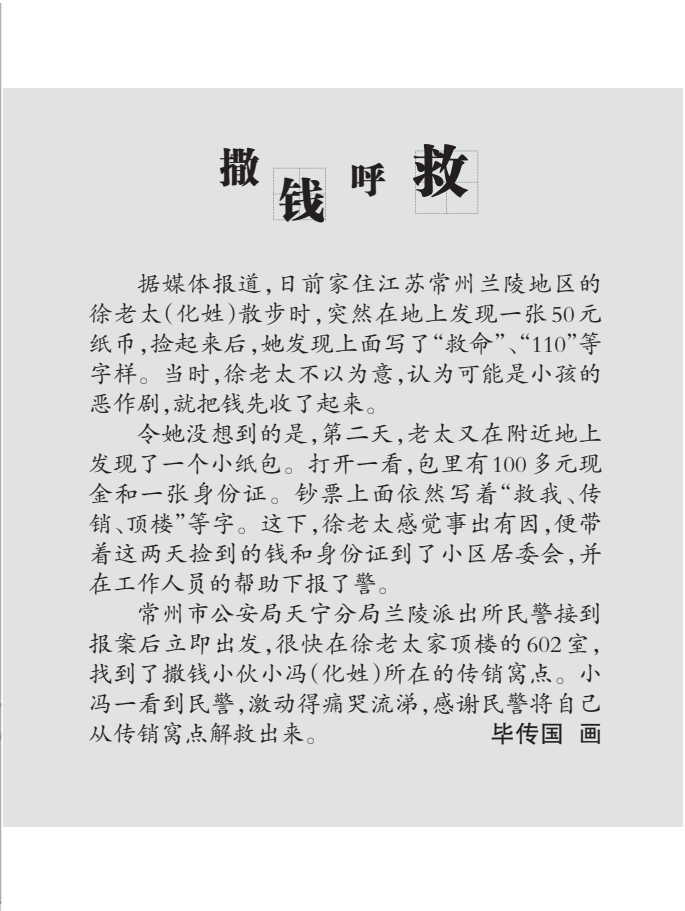 撒钱呼救
据媒体报道,日前家住江苏常州兰陵地区的
徐老太(化姓)散步时,突然在地上发现一张50元
纸币,捡起来后,她发现上面写了“救命”、“110”等
字样。当时,徐老太不以为意,认为可能是小孩的
恶作剧,就把钱先收了起来。
令她没想到的是,第二天,老太又在附近地上
发现了一个小纸包。打开一看,包里有100多元现
金和一张身份证。钞票上面依然写着“救我、传
销、顶楼”等字。这下,徐老太感觉事出有因,便带
着这两天捡到的钱和身份证到了小区居委会,并
在工作人员的帮助下报了警。
常州市公安局天宁分局兰陵派出所民警接到
报案后立即出发,很快在徐老太家顶楼的602室,
找到了撒钱小伙小冯(化姓)所在的传销窝点。小
冯一看到民警,激动得痛哭流涕,感谢民警将自己
从传销窝点解救出来。 毕传国 画